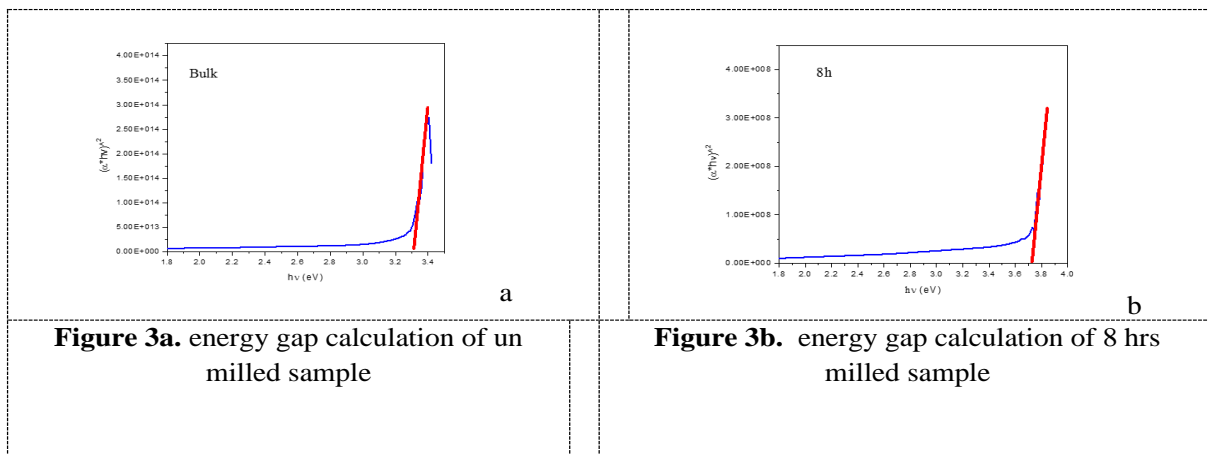 4.00E+014
3.50E+014
3.00E+014
2.50E+014
2.00E+014
1.50E+014
1.00E+014
5.00E+013
0.00E+000
(α*hν)^2
Bulk
1.8 2.0 2.2 2.4 2.6 2.8 3.0 3.2 3.4
hν (eV)
a
4.00E+008
3.00E+008
2.00E+008
1.00E+008
0.00E+000
(α*hν)^2
8h
1.8 2.0 2.2 2.4 2.6 2.8 3.0 3.2 3.4 3.6 3.8 4.0
hν (eV)
b
Figure 3a. energy gap calculation of un
milled sample
Figure 3b. energy gap calculation of 8 hrs
milled sample